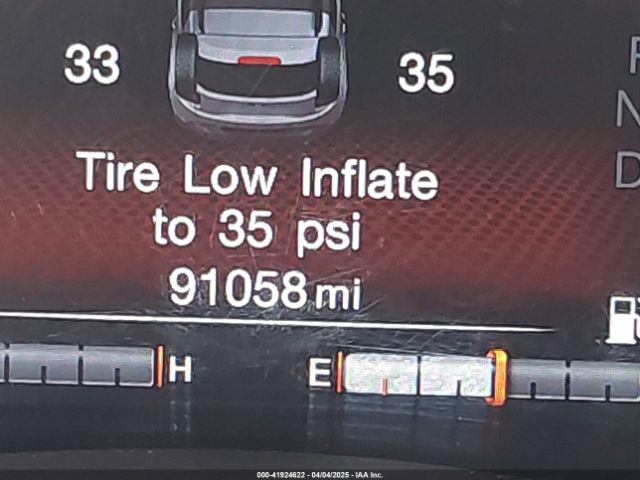 33
35
Tire Low Inflate
to 35 psi
91058 mi
H
E
N
D
000-41924622 - 04/04/2025 - IAA Inc.